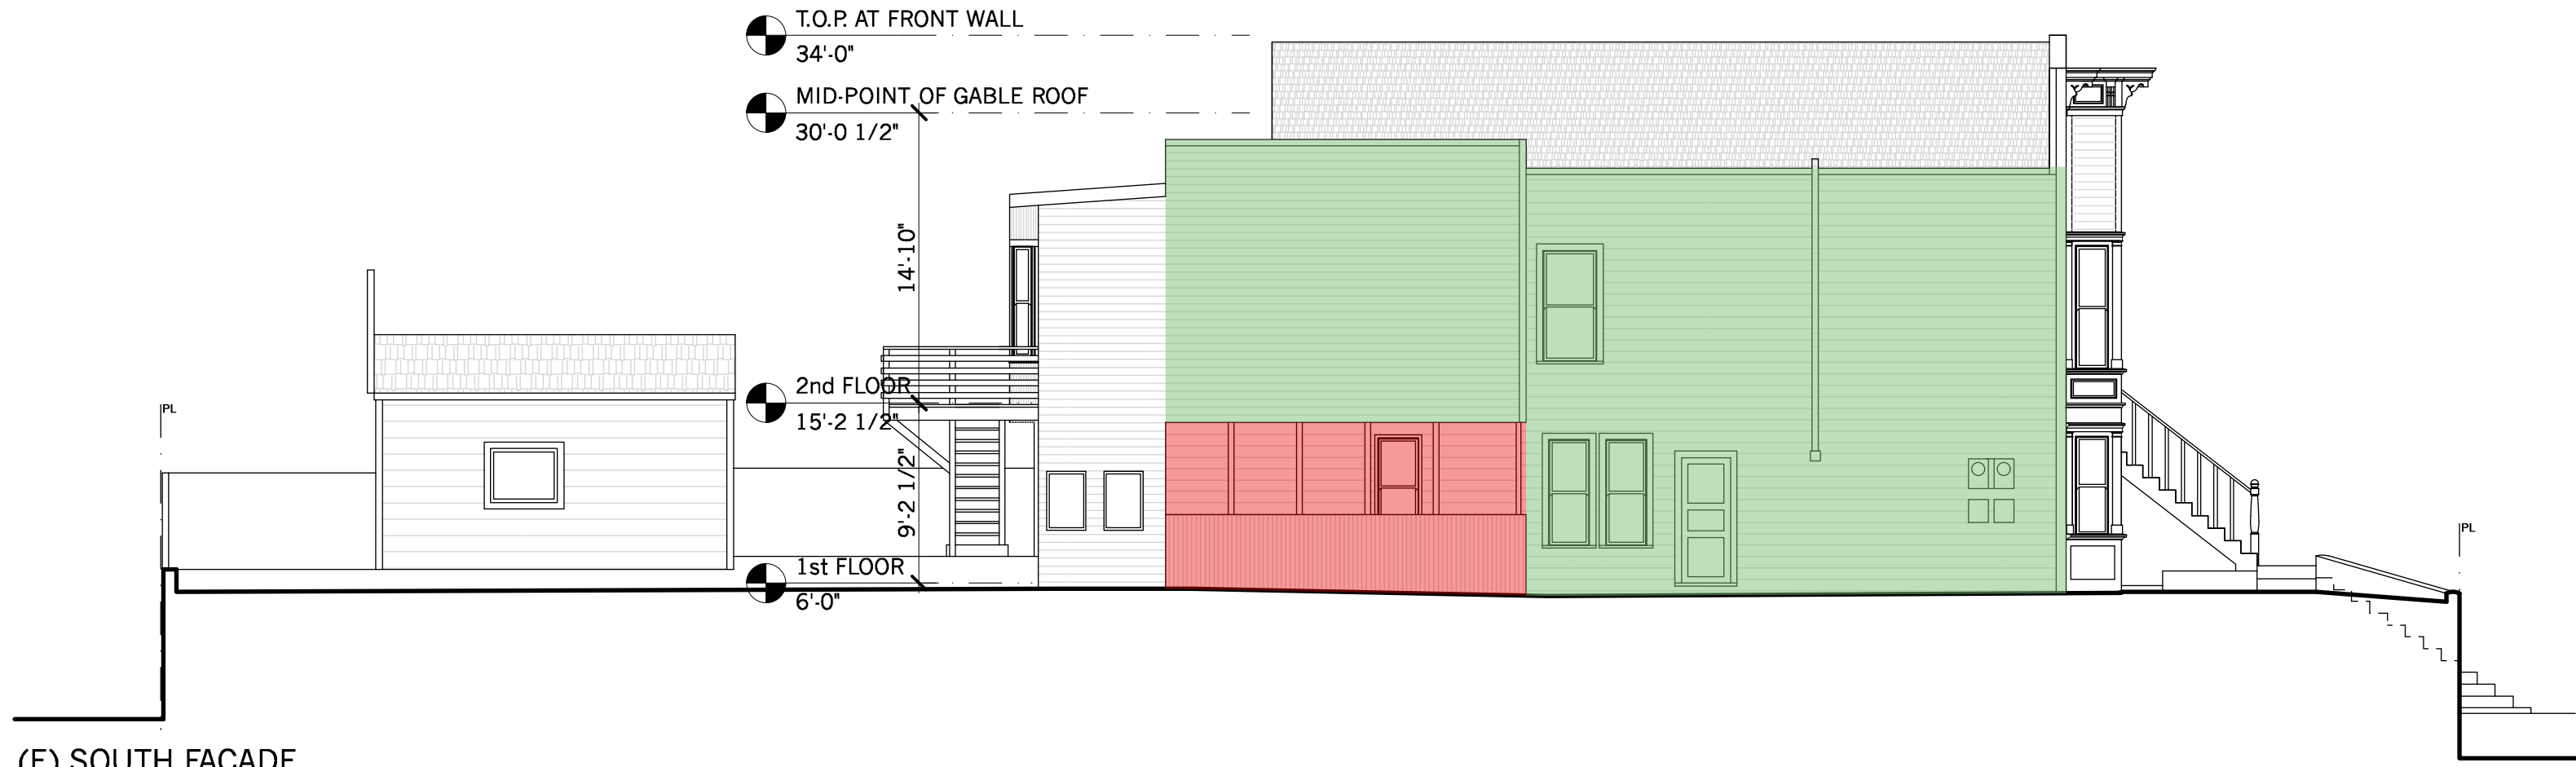 T.O.P. AT FRONT WALL
34'-0"
MID-POINT OF GABLE ROOF
30'-0 1/2"
14'-10"
2nd FLOOR
15'-2 1/2"
9'-2 1/2"
1st FLOOR
6'-0"
PL
PL
(E) SOUTH FACADE